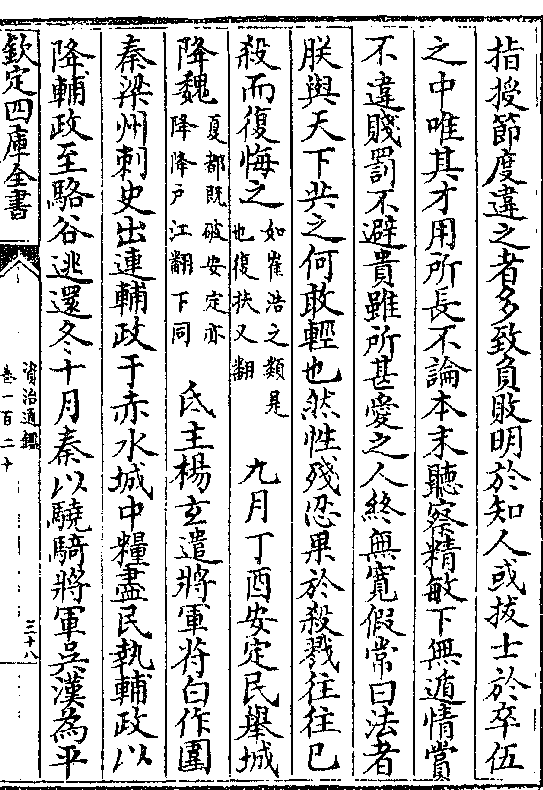 指授節度違之者多致負敗明於知人或拔士於卒伍
之中唯其才用所長不論本末聽察精敏下無遁情賞
不違賤罰不避貴雖所甚愛之人終無寛假常曰法者
朕與天下共之何敢輕也然性殘忍果於殺戮往往已
殺而復悔之如崔浩之類是也復扶又翻 九月丁酉安定民舉城
降魏夏都既破安定亦降降戶江翻下同 氐主楊玄遣將軍苻白作圍
秦梁州刺史出連輔政于赤水城中糧盡民執輔政以
降輔政至駱谷逃還冬十月秦以驍騎將軍吳漢為平
欽定四庫全書
資治通鑑
卷一百二十
三十八